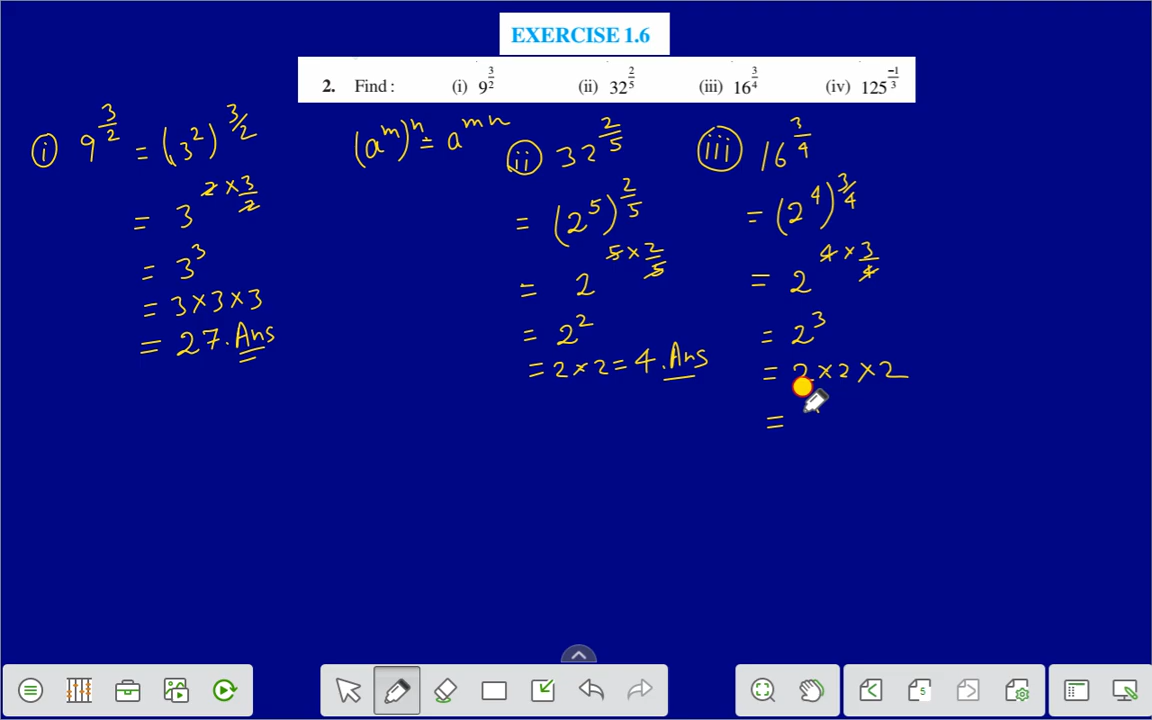 EXERCISE 1.6
2. Find : (i) 9^(3/2) (ii) 32^(2/5) (iii) 16^(3/4) (iv) 125^(-1/3)
(i) 9^(3/2) = (3^2)^(3/2)
= 3^(2×3/2)
= 3^3
= 3×3×3
= 27. Ans
(a^m)^n = a^mn
(ii) 32^(2/5)
= (2^5)^(2/5)
= 2^(5×2/5)
= 2^2
= 2×2 = 4. Ans
(iii) 16^(3/4)
= (2^4)^(3/4)
= 2^(4×3/4)
= 2^3
= 2×2×2
=
5